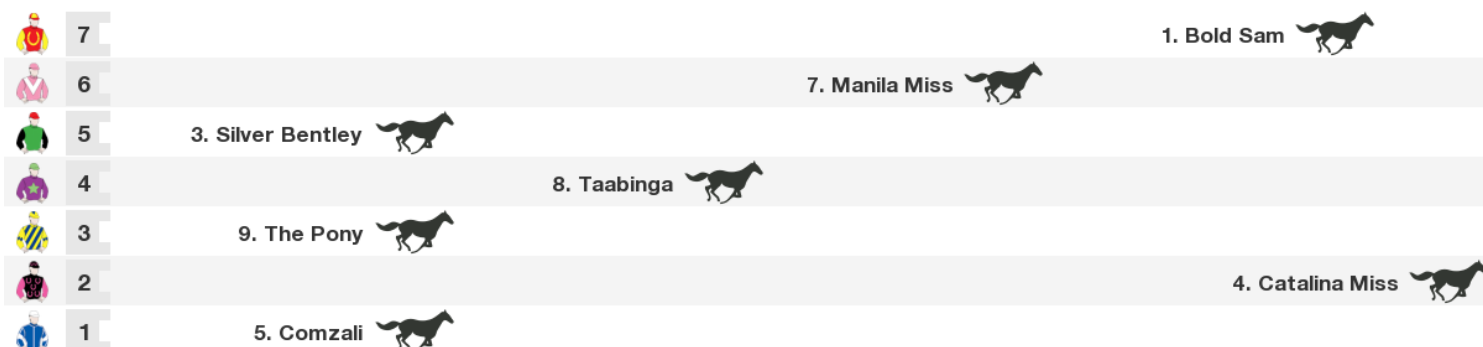 7 1. Bold Sam
6 7. Manila Miss
5 3. Silver Bentley
4 8. Taabinga
3 9. The Pony
2 4. Catalina Miss
1 5. Comzali